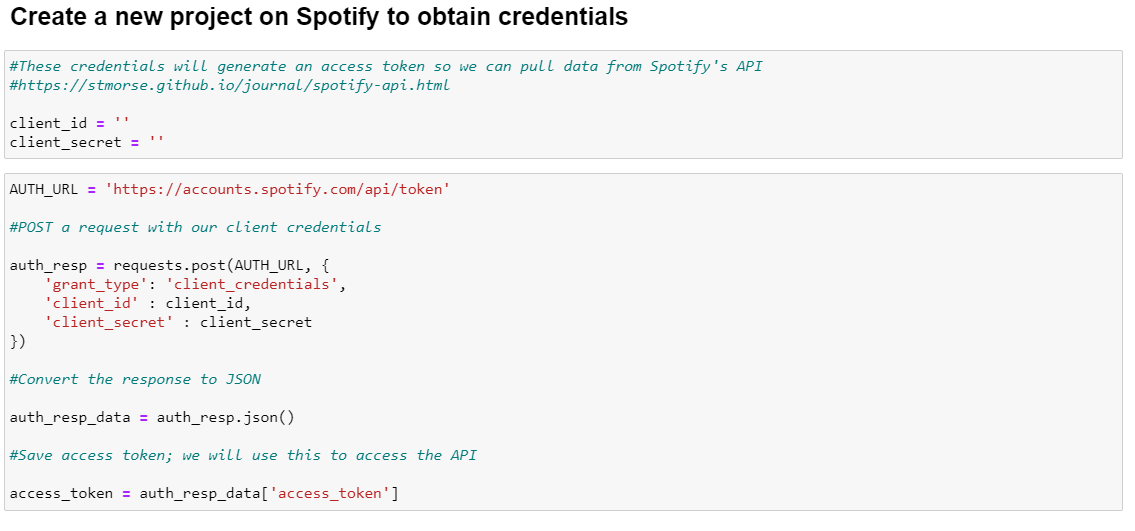 Create a new project on Spotify to obtain credentials
#These credentials will generate an access token so we can pull data from Spotify's API
#https://stmorse.github.io/journal/spotify-api.html
client_id = ''
client_secret = ''
AUTH_URL = 'https://accounts.spotify.com/api/token'
#POST a request with our client credentials
auth_resp = requests.post(AUTH_URL, {
    'grant_type': 'client_credentials',
    'client_id' : client_id,
    'client_secret' : client_secret
})
#Convert the response to JSON
auth_resp_data = auth_resp.json()
#Save access token; we will use this to access the API
access_token = auth_resp_data['access_token']